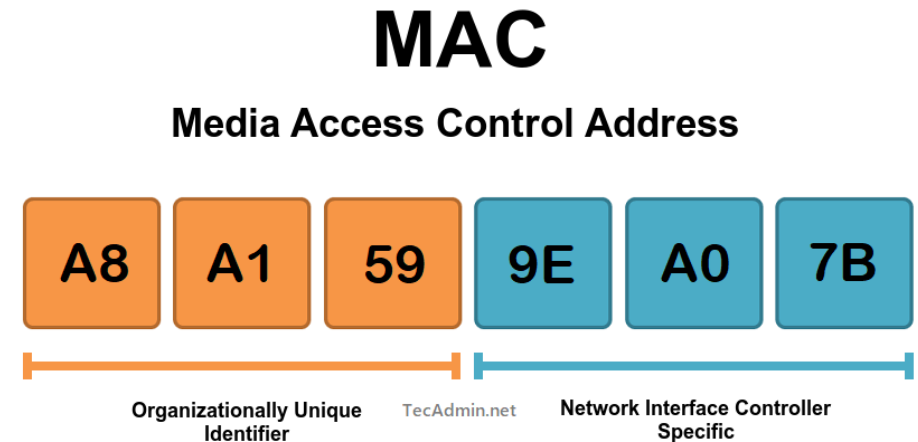 MAC
Media Access Control Address
A8 A1 59 9E A0 7B
Organizationally Unique
Identifier
TecAdmin.net
Network Interface Controller
Specific